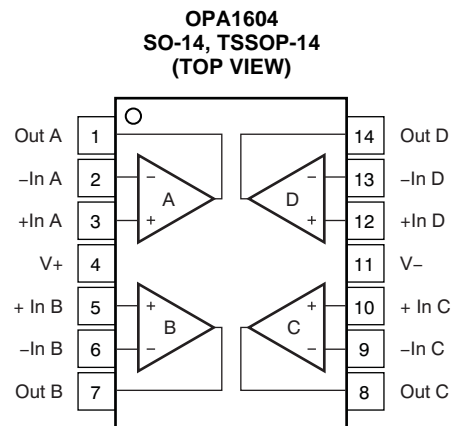 OPA1604
SO-14, TSSOP-14
(TOP VIEW)
Out A 1 14 Out D
−In A 2 − − 13 −In D
A D
+In A 3 + + 12 +In D
V+ 4 11 V−
+ In B 5 + + 10 + In C
B C
−In B 6 − − 9 −In C
Out B 7 8 Out C